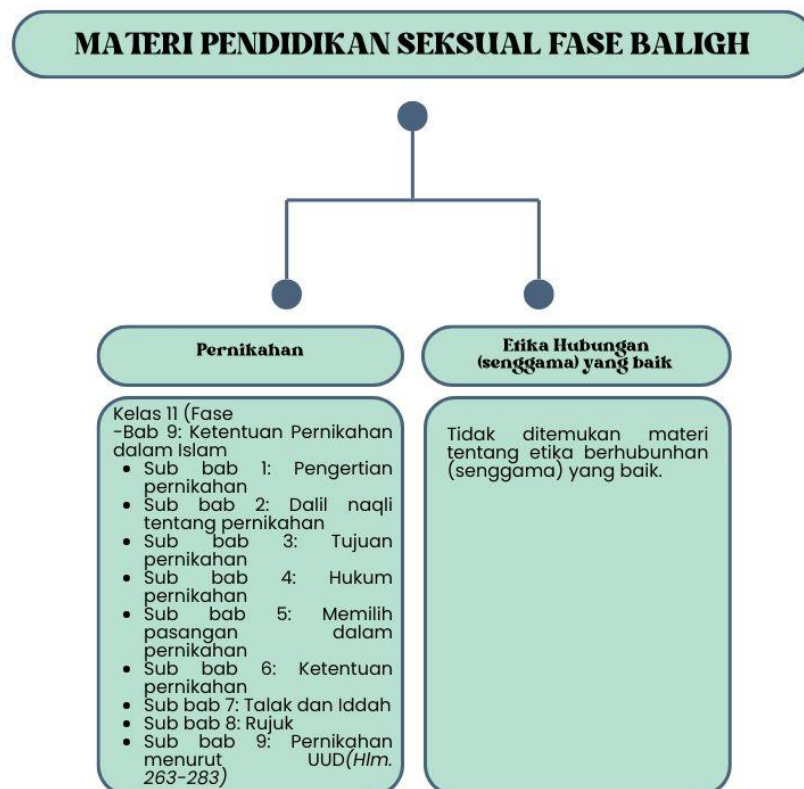 MATERI PENDIDIKAN SEKSUAL FASE BALIGH
Pernikahan
Etika Hubungan
(senggama) yang baik
Kelas 11 (Fase
-Bab 9: Ketentuan Pernikahan
dalam Islam
• Sub bab 1: Pengertian
pernikahan
• Sub bab 2: Dalil naqli
tentang pernikahan
• Sub bab 3: Tujuan
pernikahan
• Sub bab 4: Hukum
pernikahan
• Sub bab 5: Memilih
pasangan dalam
pernikahan
• Sub bab 6: Ketentuan
pernikahan
• Sub bab 7: Talak dan Iddah
• Sub bab 8: Rujuk
• Sub bab 9: Pernikahan
menurut UUD(Hlm.
263-283)
Tidak ditemukan materi
tentang etika berhubunhan
(senggama) yang baik.